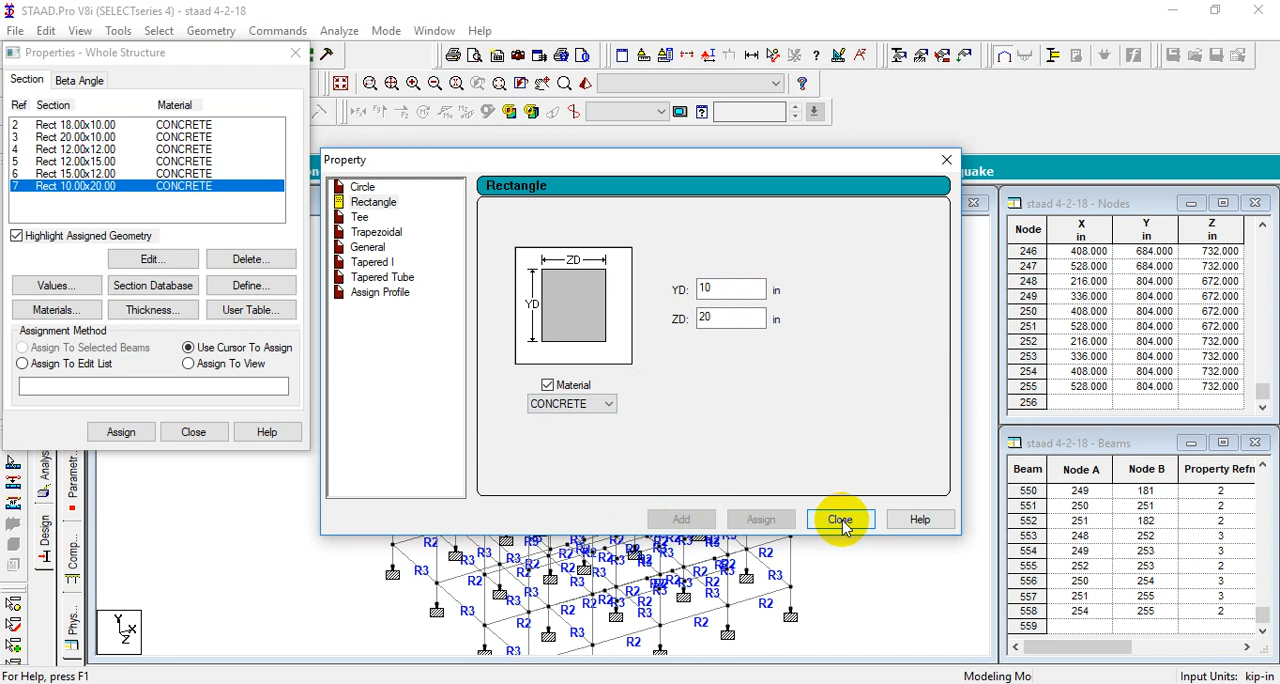 STAAD.Pro V8i (SELECTseries 4) - staad 4-2-18
File Edit View Tools Select Geometry Commands Analyze Mode Window Help
Properties - Whole Structure
Section Beta Angle
Ref Section Material
2 Rect 18.00x10.00 CONCRETE
3 Rect 20.00x10.00 CONCRETE
4 Rect 12.00x12.00 CONCRETE
5 Rect 12.00x15.00 CONCRETE
6 Rect 15.00x12.00 CONCRETE
7 Rect 10.00x20.00 CONCRETE
Highlight Assigned Geometry
Edit... Delete...
Values... Section Database Define...
Materials... Thickness... User Table...
Assignment Method
Assign To Selected Beams Use Cursor To Assign
Assign To Edit List Assign To View
Assign Close Help
Property
Circle
Rectangle
Tee
Trapezoidal
General
Tapered I
Tapered Tube
Assign Profile
Rectangle
ZD
YD
YD: 10 in
ZD: 20 in
Material
CONCRETE
Add Assign Close Help
quake
staad 4-2-18 - Nodes
Node X in Y in Z in
246 408.000 684.000 732.000
247 528.000 684.000 732.000
248 216.000 804.000 672.000
249 336.000 804.000 672.000
250 408.000 804.000 672.000
251 528.000 804.000 672.000
252 216.000 804.000 732.000
253 336.000 804.000 732.000
254 408.000 804.000 732.000
255 528.000 804.000 732.000
256
staad 4-2-18 - Beams
Beam Node A Node B Property Refn
550 249 181 2
551 250 251 2
552 251 182 2
553 248 252 3
554 249 253 2
555 252 253 2
556 250 254 3
557 251 255 3
558 254 255 2
559
Analys
Parametr...
Design
Comp...
Phys...
Y
X
Z
For Help, press F1
Modeling Mo
Input Units: kip-in